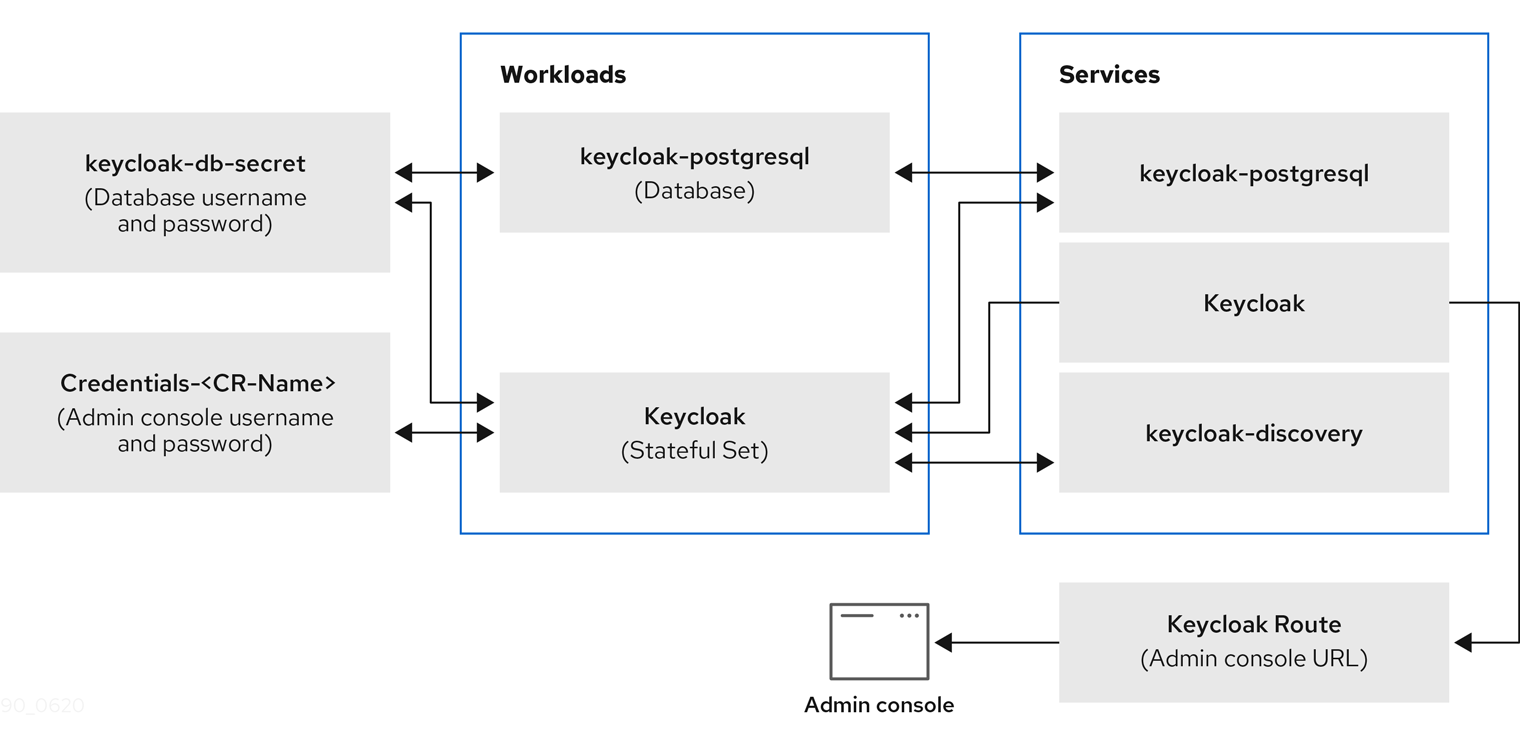 Workloads
Services
keycloak-db-secret
(Database username
and password)
keycloak-postgresql
(Database)
keycloak-postgresql
Keycloak
Credentials-<CR-Name>
(Admin console username
and password)
Keycloak
(Stateful Set)
keycloak-discovery
Keycloak Route
(Admin console URL)
Admin console
90_0620